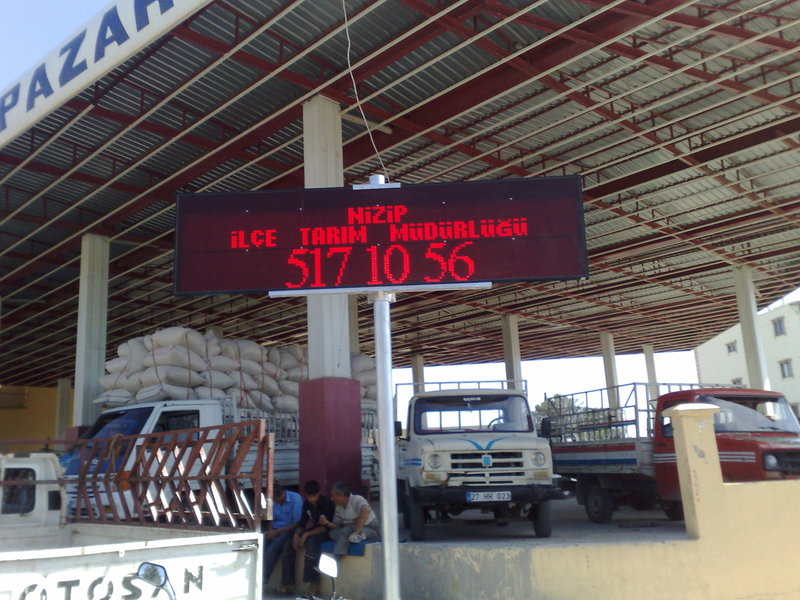 PAZAR
NİZİP
İLÇE TARIM MÜDÜRLÜĞÜ
517 10 56
27 HH 023
OTOSAN